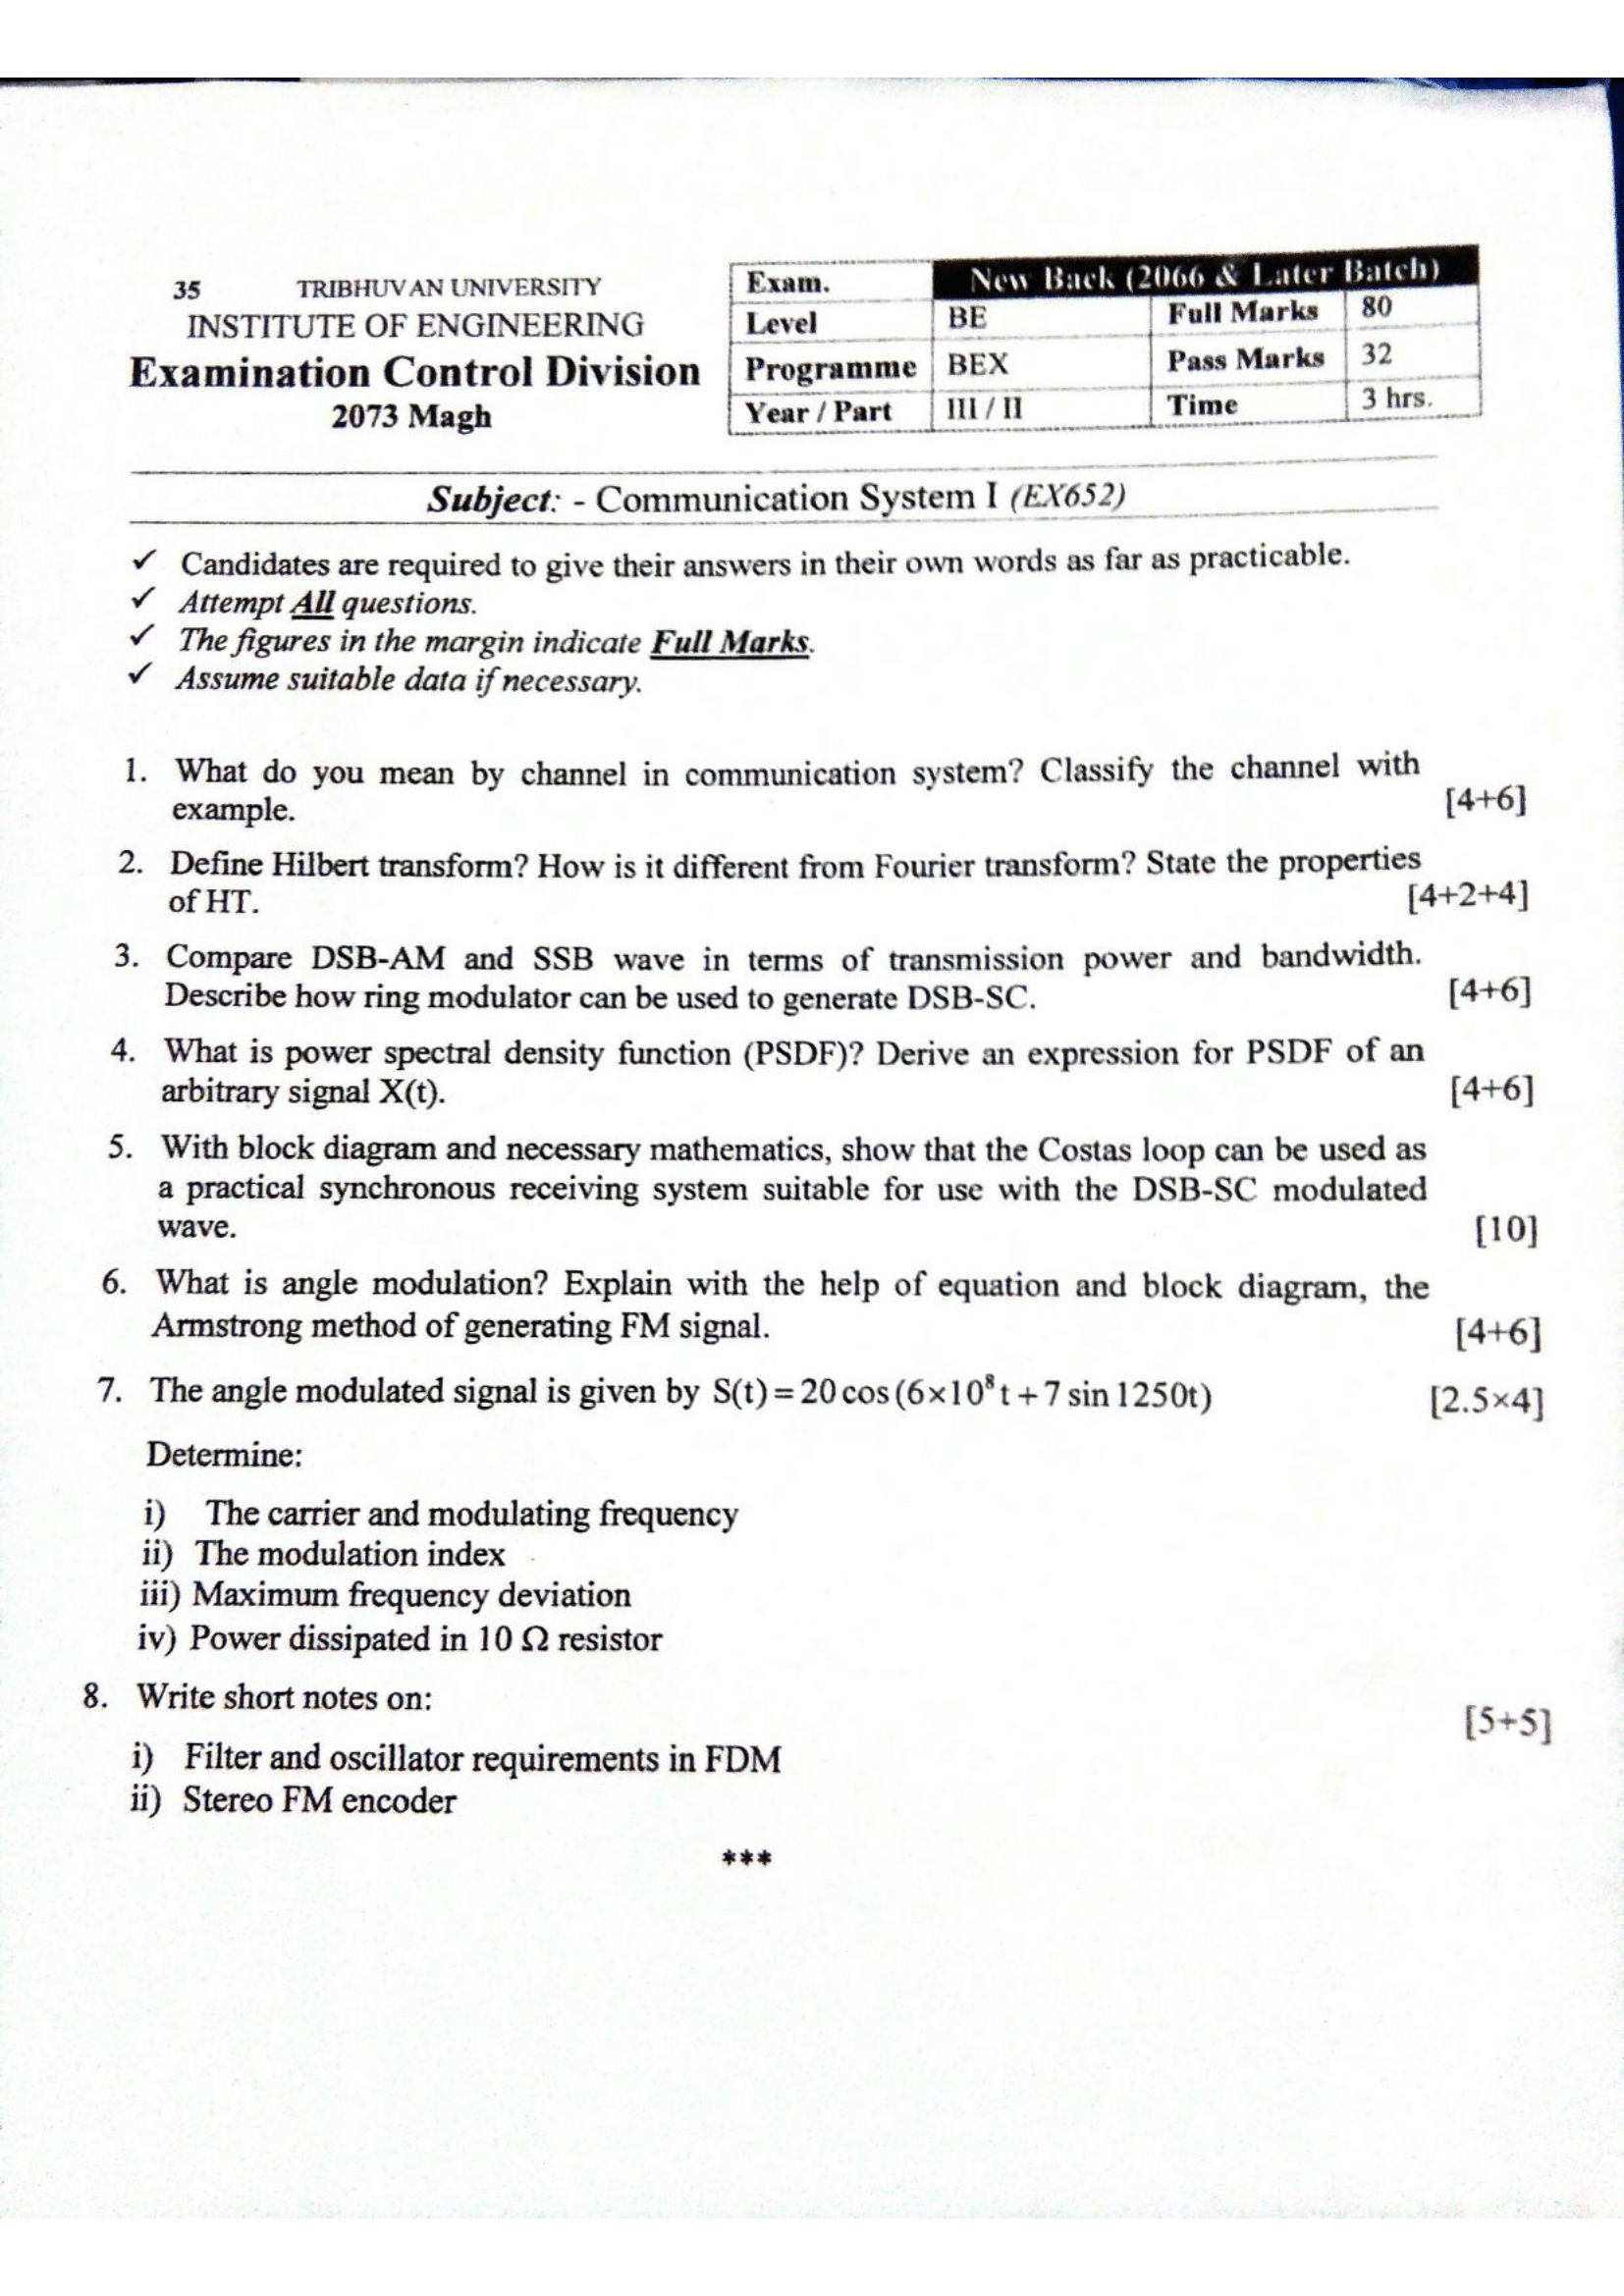 35 TRIBHUVAN UNIVERSITY
INSTITUTE OF ENGINEERING
Examination Control Division
2073 Magh
Exam. New Back (2066 & Later Batch)
Level BE Full Marks 80
Programme BEX Pass Marks 32
Year / Part III / II Time 3 hrs.
Subject: - Communication System I (EX652)
✓ Candidates are required to give their answers in their own words as far as practicable.
✓ Attempt All questions.
✓ The figures in the margin indicate Full Marks.
✓ Assume suitable data if necessary.
1. What do you mean by channel in communication system? Classify the channel with
example. [4+6]
2. Define Hilbert transform? How is it different from Fourier transform? State the properties
of HT. [4+2+4]
3. Compare DSB-AM and SSB wave in terms of transmission power and bandwidth.
Describe how ring modulator can be used to generate DSB-SC. [4+6]
4. What is power spectral density function (PSDF)? Derive an expression for PSDF of an
arbitrary signal X(t). [4+6]
5. With block diagram and necessary mathematics, show that the Costas loop can be used as
a practical synchronous receiving system suitable for use with the DSB-SC modulated
wave. [10]
6. What is angle modulation? Explain with the help of equation and block diagram, the
Armstrong method of generating FM signal. [4+6]
7. The angle modulated signal is given by S(t) = 20 cos (6×10⁸ t + 7 sin 1250t) [2.5×4]
Determine:
i) The carrier and modulating frequency
ii) The modulation index
iii) Maximum frequency deviation
iv) Power dissipated in 10 Ω resistor
8. Write short notes on: [5+5]
i) Filter and oscillator requirements in FDM
ii) Stereo FM encoder
***